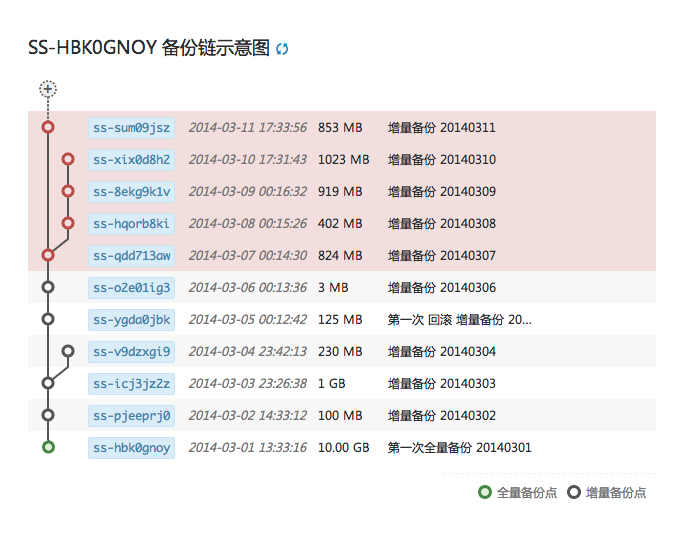 SS-HBK0GNOY 备份链示意图
ss-sum09jsz 2014-03-11 17:33:56 853 MB 增量备份 20140311
ss-xix0d8h2 2014-03-10 17:31:43 1023 MB 增量备份 20140310
ss-8ekg9k1v 2014-03-09 00:16:32 919 MB 增量备份 20140309
ss-hqorb8ki 2014-03-08 00:15:26 402 MB 增量备份 20140308
ss-qdd713aw 2014-03-07 00:14:30 824 MB 增量备份 20140307
ss-o2e01ig3 2014-03-06 00:13:36 3 MB 增量备份 20140306
ss-ygda0jbk 2014-03-05 00:12:42 125 MB 第一次 回滚 增量备份 20...
ss-v9dzxgi9 2014-03-04 23:42:13 230 MB 增量备份 20140304
ss-icj3jz2z 2014-03-03 23:26:38 1 GB 增量备份 20140303
ss-pjeeprj0 2014-03-02 14:33:12 100 MB 增量备份 20140302
ss-hbk0gnoy 2014-03-01 13:33:16 10.00 GB 第一次全量备份 20140301
全量备份点 增量备份点